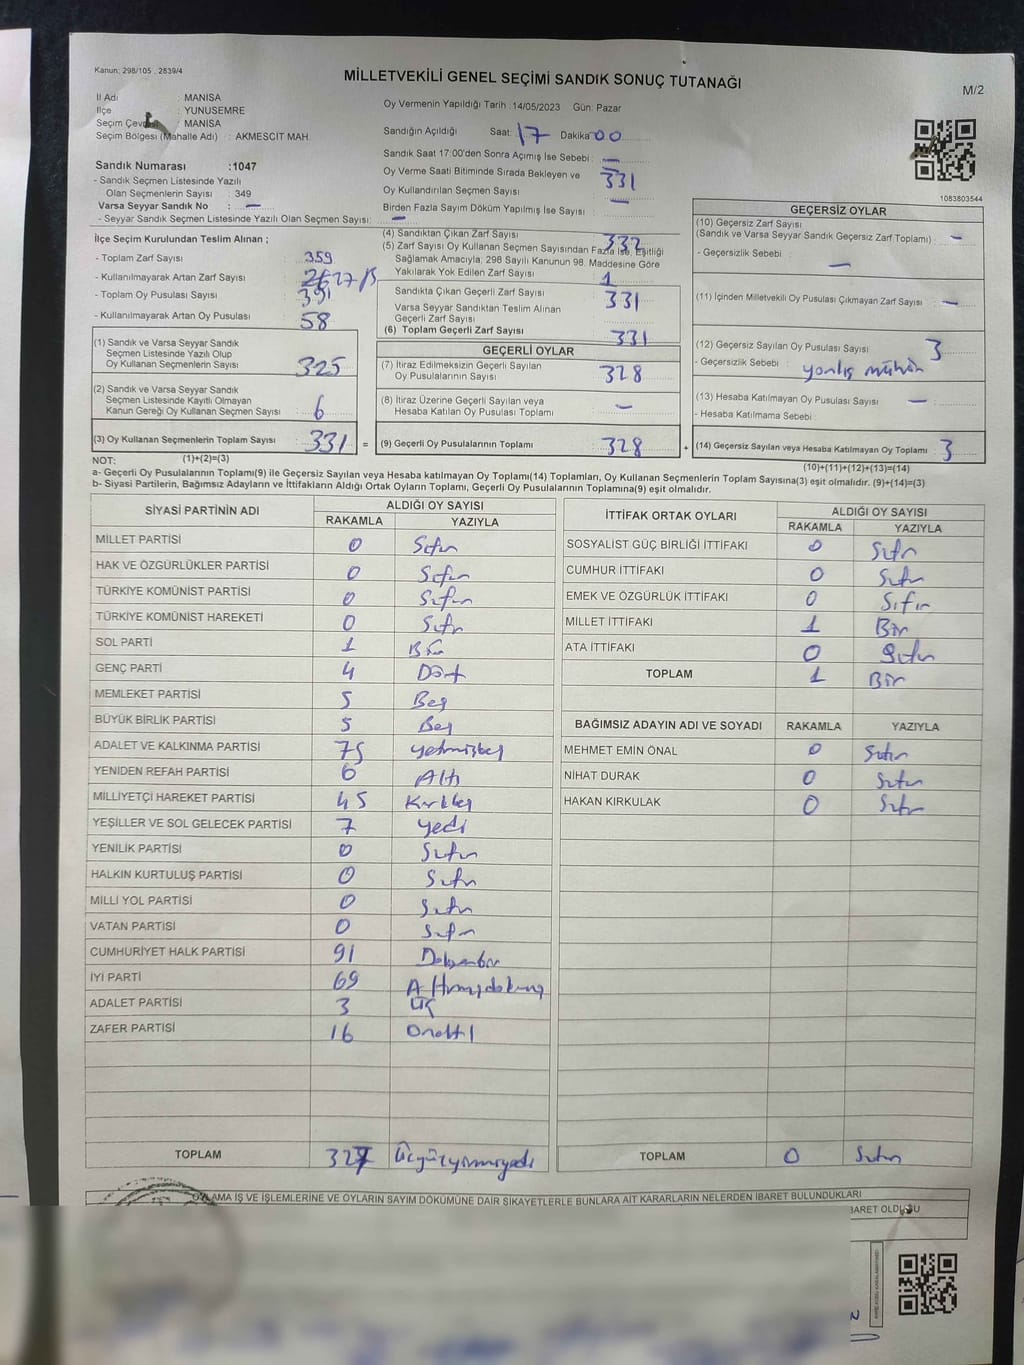 Kanun: 298/105 . 2839/4
MİLLETVEKİLİ GENEL SEÇİMİ SANDIK SONUÇ TUTANAĞI
M/2
İl Adı : MANİSA
İlçe : YUNUSEMRE
Seçim Çevresi : MANİSA
Seçim Bölgesi (Mahalle Adı) : AKMESCİT MAH.
Oy Vermenin Yapıldığı Tarih :14/05/2023 Gün: Pazar
Sandığın Açıldığı Saat: 17 Dakika 00
Sandık Saat 17:00'den Sonra Açımış İse Sebebi : —
Oy Verme Saati Bitiminde Sırada Bekleyen ve
Oy Kullandırılan Seçmen Sayısı 331
Birden Fazla Sayım Döküm Yapılmış İse Sayısı : —
1083803544
Sandık Numarası :1047
- Sandık Seçmen Listesinde Yazılı
Olan Seçmenlerin Sayısı : 349
Varsa Seyyar Sandık No : —
- Seyyar Sandık Seçmen Listesinde Yazılı Olan Seçmen Sayısı: —
İlçe Seçim Kurulundan Teslim Alınan ;
- Toplam Zarf Sayısı : 359
- Kullanılmayarak Artan Zarf Sayısı : 27
- Toplam Oy Pusulası Sayısı : 391
- Kullanılmayarak Artan Oy Pusulası : 58
(1) Sandık ve Varsa Seyyar Sandık
Seçmen Listesinde Yazılı Olup
Oy Kullanan Seçmenlerin Sayısı : 325
(2) Sandık ve Varsa Seyyar Sandık
Seçmen Listesinde Kayıtlı Olmayan
Kanun Gereği Oy Kullanan Seçmen Sayısı : 6
(3) Oy Kullanan Seçmenlerin Toplam Sayısı : 331 =
(4) Sandıktan Çıkan Zarf Sayısı 332
(5) Zarf Sayısı Oy Kullanan Seçmen Sayısından Fazla İse, Eşitliği
Sağlamak Amacıyla, 298 Sayılı Kanunun 98. Maddesine Göre
Yakılarak Yok Edilen Zarf Sayısı : 1
Sandıkta Çıkan Geçerli Zarf Sayısı : 331
Varsa Seyyar Sandıktan Teslim Alınan
Geçerli Zarf Sayısı
(6) Toplam Geçerli Zarf Sayısı : 331
GEÇERLİ OYLAR
(7) İtiraz Edilmeksizin Geçerli Sayılan
Oy Pusulalarının Sayısı : 328
(8) İtiraz Üzerine Geçerli Sayılan veya
Hesaba Katılan Oy Pusulası Toplamı : —
(9) Geçerli Oy Pusulalarının Toplamı : 328 +
GEÇERSİZ OYLAR
(10) Geçersiz Zarf Sayısı
(Sandık ve Varsa Seyyar Sandık Geçersiz Zarf Toplamı) : —
- Geçersizlik Sebebi : —
(11) İçinden Milletvekili Oy Pusulası Çıkmayan Zarf Sayısı : —
(12) Geçersiz Sayılan Oy Pusulası Sayısı : 3
- Geçersizlik Sebebi : yanlış mühür
(13) Hesaba Katılmayan Oy Pusulası Sayısı : —
- Hesaba Katılmama Sebebi :
(14) Geçersiz Sayılan veya Hesaba Katılmayan Oy Toplamı : 3
NOT: (1)+(2)=(3)
(10)+(11)+(12)+(13)=(14)
a- Geçerli Oy Pusulalarının Toplamı(9) ile Geçersiz Sayılan veya Hesaba katılmayan Oy Toplamı(14) Toplamları, Oy Kullanan Seçmenlerin Toplam Sayısına(3) eşit olmalıdır. (9)+(14)=(3)
b- Siyasi Partilerin, Bağımsız Adayların ve İttifakların Aldığı Ortak Oyların Toplamı, Geçerli Oy Pusulalarının Toplamına(9) eşit olmalıdır.
SİYASİ PARTİNİN ADI ALDIĞI OY SAYISI
RAKAMLA YAZIYLA
MİLLET PARTİSİ 0 Sıfır
HAK VE ÖZGÜRLÜKLER PARTİSİ 0 Sıfır
TÜRKİYE KOMÜNİST PARTİSİ 0 Sıfır
TÜRKİYE KOMÜNİST HAREKETİ 0 Sıfır
SOL PARTİ 1 Bir
GENÇ PARTİ 4 Dört
MEMLEKET PARTİSİ 5 Beş
BÜYÜK BİRLİK PARTİSİ 5 Beş
ADALET VE KALKINMA PARTİSİ 75 yetmişbeş
YENİDEN REFAH PARTİSİ 6 Altı
MİLLİYETÇİ HAREKET PARTİSİ 45 Kırkbeş
YEŞİLLER VE SOL GELECEK PARTİSİ 7 yedi
YENİLİK PARTİSİ 0 Sıfır
HALKIN KURTULUŞ PARTİSİ 0 Sıfır
MİLLİ YOL PARTİSİ 0 Sıfır
VATAN PARTİSİ 0 Sıfır
CUMHURİYET HALK PARTİSİ 91 Doksanbir
İYİ PARTİ 69 Altmışdokuz
ADALET PARTİSİ 3 Üç
ZAFER PARTİSİ 16 Onaltı
TOPLAM 327 Üçyüzyirmiyedi
İTTİFAK ORTAK OYLARI ALDIĞI OY SAYISI
RAKAMLA YAZIYLA
SOSYALİST GÜÇ BİRLİĞİ İTTİFAKI 0 Sıfır
CUMHUR İTTİFAKI 0 Sıfır
EMEK VE ÖZGÜRLÜK İTTİFAKI 0 Sıfır
MİLLET İTTİFAKI 1 Bir
ATA İTTİFAKI 0 Sıfır
TOPLAM 1 Bir
BAĞIMSIZ ADAYIN ADI VE SOYADI RAKAMLA YAZIYLA
MEHMET EMİN ÖNAL 0 Sıfır
NİHAT DURAK 0 Sıfır
HAKAN KIRKULAK 0 Sıfır
TOPLAM 0 Sıfır
OYLAMA İŞ VE İŞLEMLERİNE VE OYLARIN SAYIM DÖKÜMÜNE DAİR ŞİKAYETLERLE BUNLARA AİT KARARLARIN NELERDEN İBARET BULUNDUKLARI